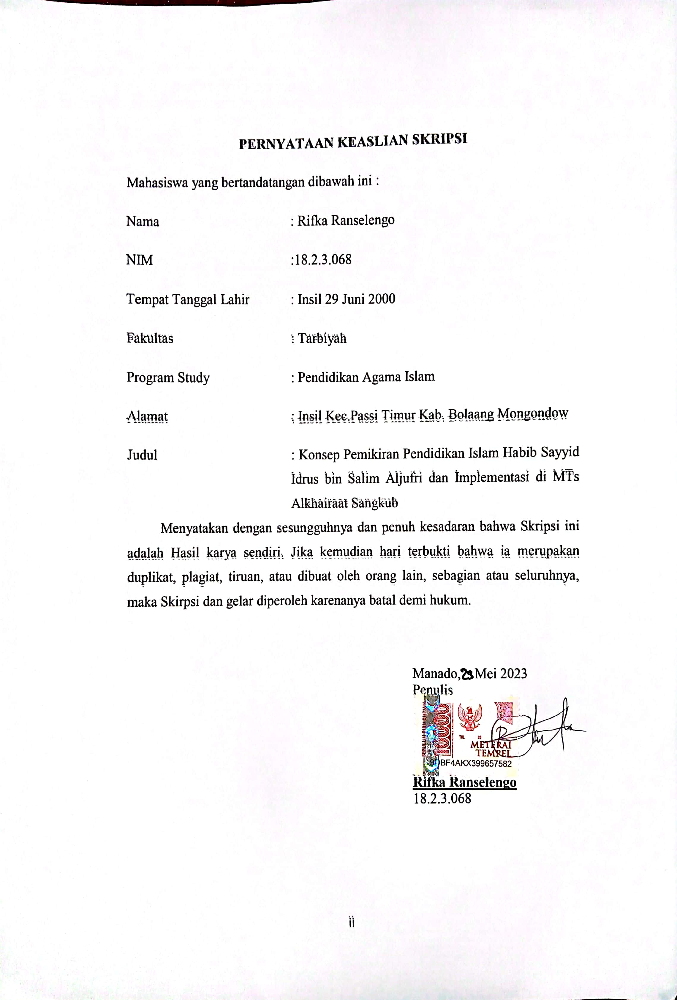 PERNYATAAN KEASLIAN SKRIPSI
Mahasiswa yang bertandatangan dibawah ini :
Nama : Rifka Ranselengo
NIM :18.2.3.068
Tempat Tanggal Lahir : Insil 29 Juni 2000
Fakultas : Tarbiyah
Program Study : Pendidikan Agama Islam
Alamat : Insil Kec.Passi Timur Kab. Bolaang Mongondow
Judul : Konsep Pemikiran Pendidikan Islam Habib Sayyid
Idrus bin Salim Aljufri dan Implementasi di MTs
Alkhairaat Sangkub
Menyatakan dengan sesungguhnya dan penuh kesadaran bahwa Skripsi ini
adalah Hasil karya sendiri. Jika kemudian hari terbukti bahwa ia merupakan
duplikat, plagiat, tiruan, atau dibuat oleh orang lain, sebagian atau seluruhnya,
maka Skirpsi dan gelar diperoleh karenanya batal demi hukum.
Manado, Mei 2023
Penulis
SEPULUH RIBU RUPIAH
10000
TGL. 20
METERAI
TEMPEL
BF4AKX399657582
Rifka Ranselengo
18.2.3.068
ii